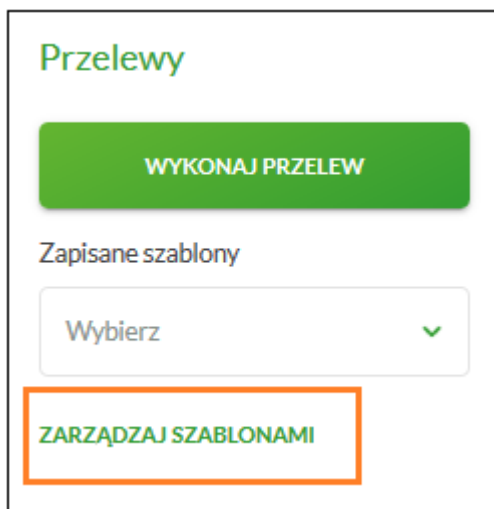 Przelewy
WYKONAJ PRZELEW
Zapisane szablony
Wybierz
ZARZĄDZAJ SZABLONAMI